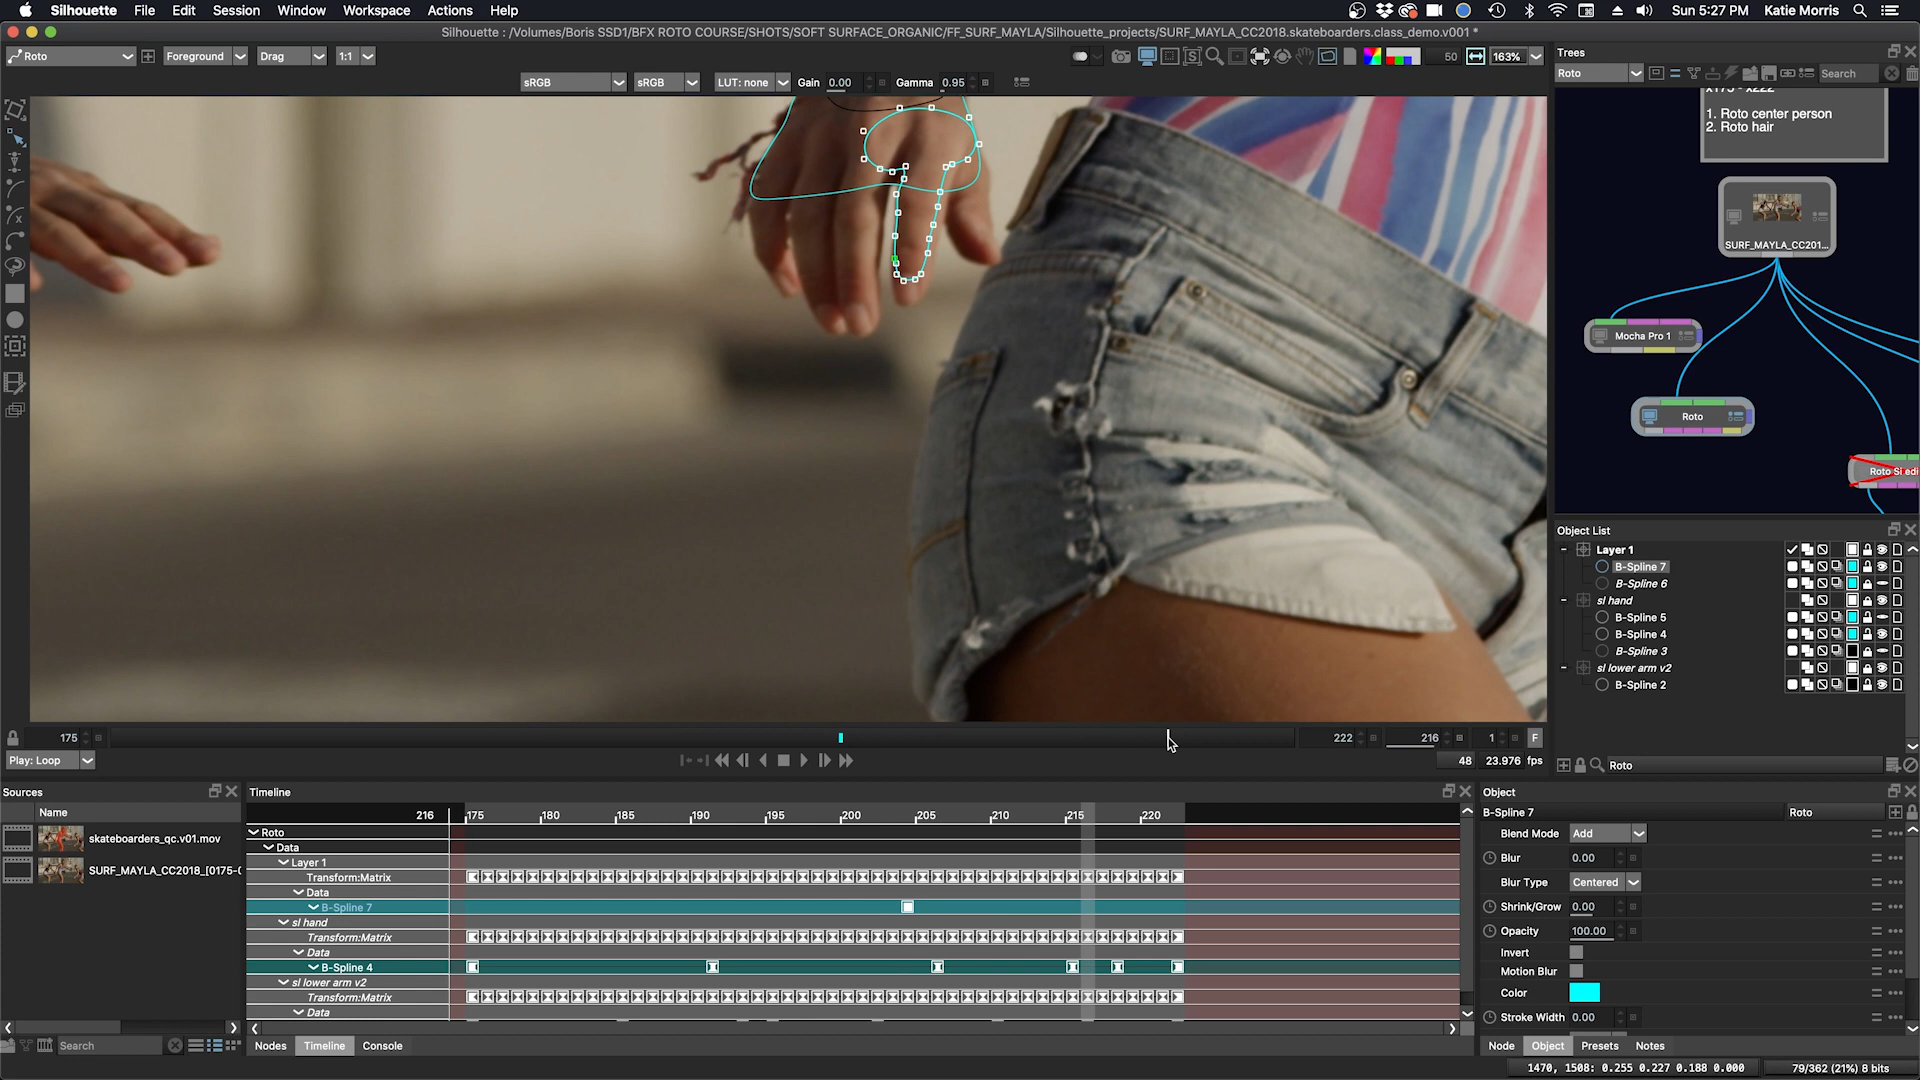 Silhouette File Edit Session Window Workspace Actions Help Sun 5:27 PM Katie Morris
Silhouette : /Volumes/Boris SSD1/BFX ROTO COURSE/SHOTS/SOFT SURFACE_ORGANIC/FF_SURF_MAYLA/Silhouette_projects/SURF_MAYLA_CC2018.skateboarders.class_demo.v001 *
Roto Foreground Drag 1:1 50 163%
sRGB sRGB LUT: none Gain 0.00 Gamma 0.95
Trees
Roto Search
x175 - x222
1. Roto center person
2. Roto hair
SURF_MAYLA_CC201...
Mocha Pro 1
Roto
Roto Sl edi
Object List
Layer 1
B-Spline 7
B-Spline 6
sl hand
B-Spline 5
B-Spline 4
B-Spline 3
sl lower arm v2
B-Spline 2
Roto
175 222 216 1 F
Play: Loop 48 23.976 fps
Sources
Name
skateboarders_qc.v01.mov
SURF_MAYLA_CC2018_[0175-0
Search
Timeline
216 175 180 185 190 195 200 205 210 215 220
Roto
Data
Layer 1
Transform:Matrix
Data
B-Spline 7
sl hand
Transform:Matrix
Data
B-Spline 4
sl lower arm v2
Transform:Matrix
Data
Nodes Timeline Console
Object
B-Spline 7 Roto
Blend Mode Add
Blur 0.00
Blur Type Centered
Shrink/Grow 0.00
Opacity 100.00
Invert
Motion Blur
Color
Stroke Width 0.00
Node Object Presets Notes
1470, 1508: 0.255 0.227 0.188 0.000 79/362 (21%) 8 bits